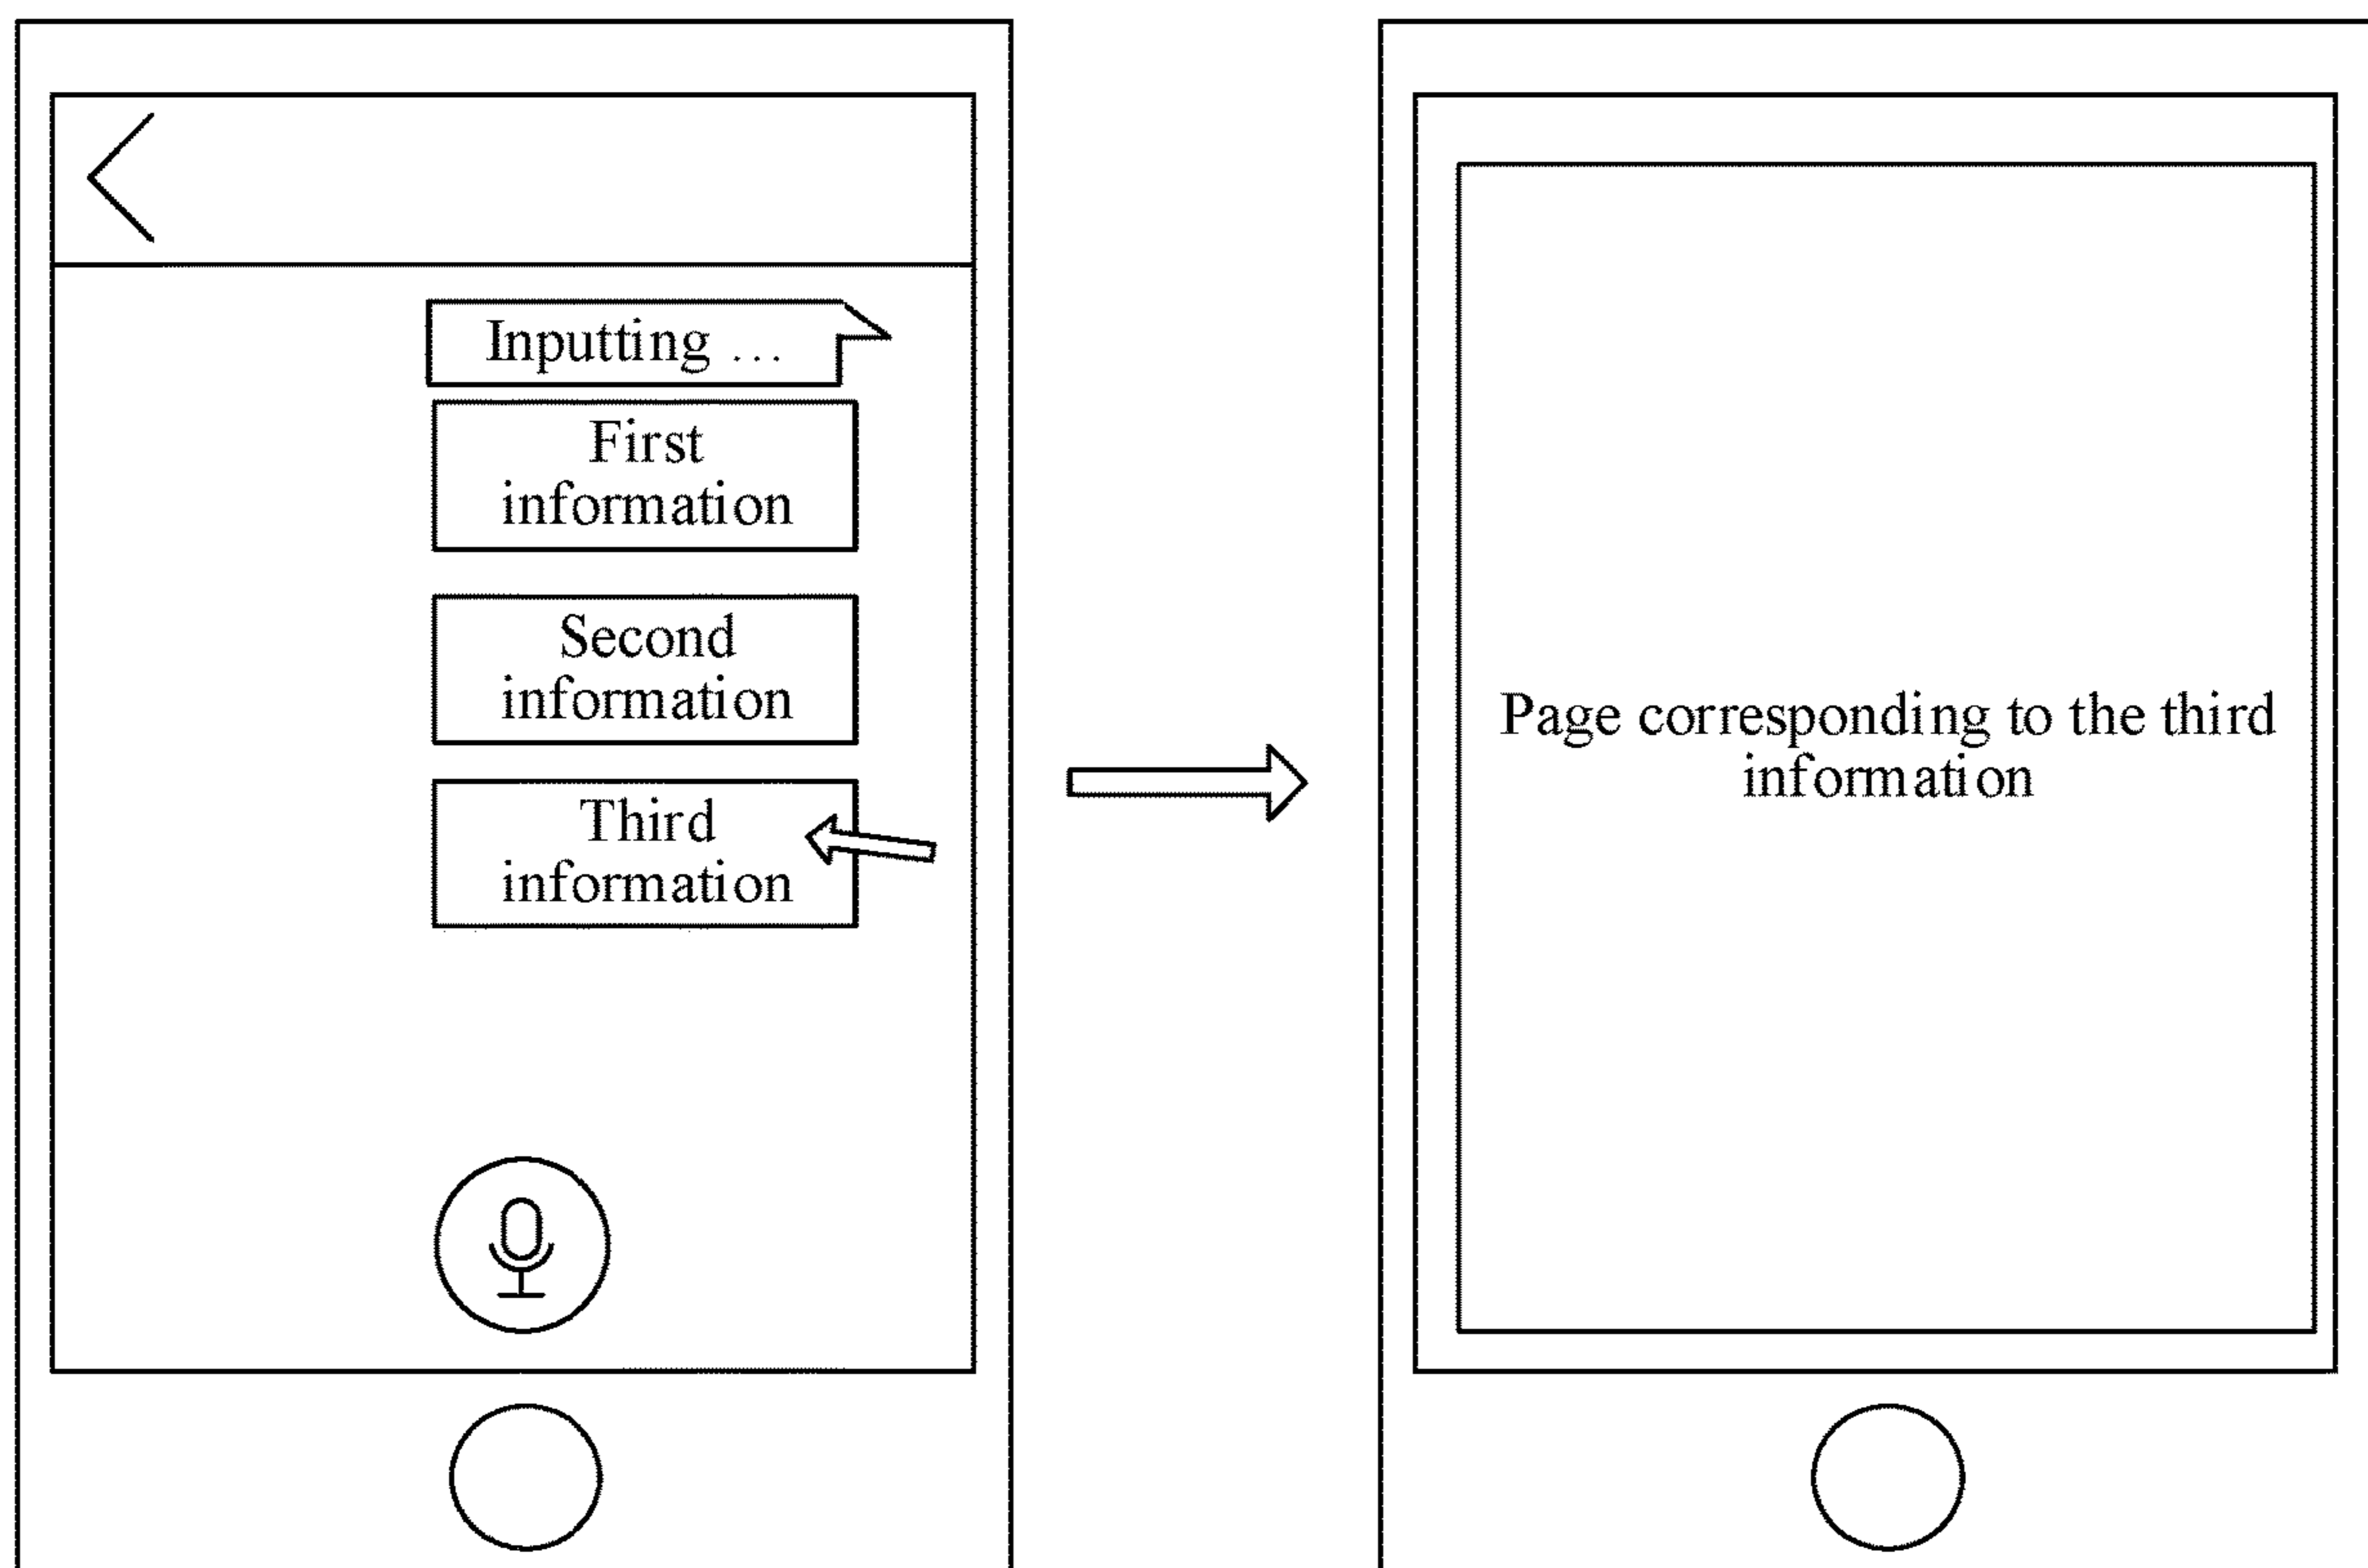 Inputting ...
First
information
Second
information
Third
information
Page corresponding to the third
information